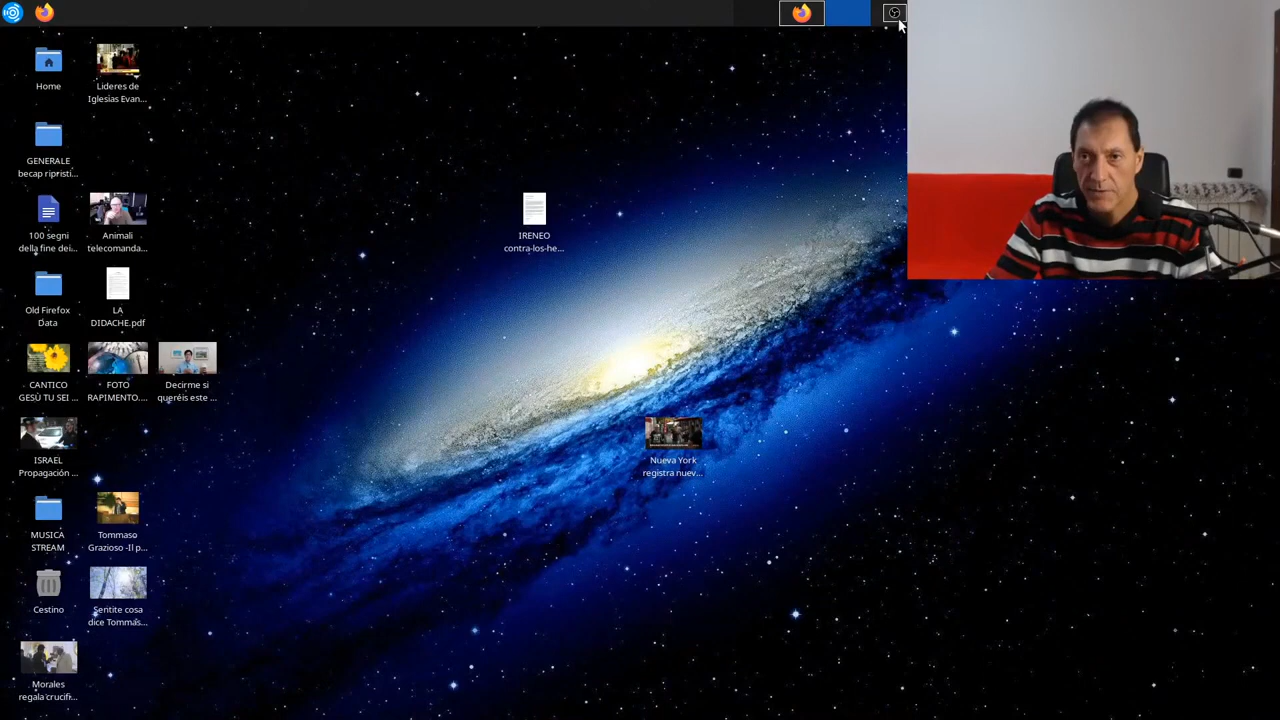 Home
Lideres de
Iglesias Evan...
GENERALE
becap ripristi...
100 segni
della fine dei...
Animali
telecomanda...
IRENEO
contra-los-he...
Old Firefox
Data
LA
DIDACHE.pdf
CANTICO
GESÙ TU SEI ...
FOTO
RAPIMENTO....
Decirme si
queréis este ...
ISRAEL
Propagación ...
Nueva York
registra nuev...
MUSICA
STREAM
Tommaso
Grazioso -Il p...
Cestino
Sentite cosa
dice Tommas...
Morales
regala crucifi...